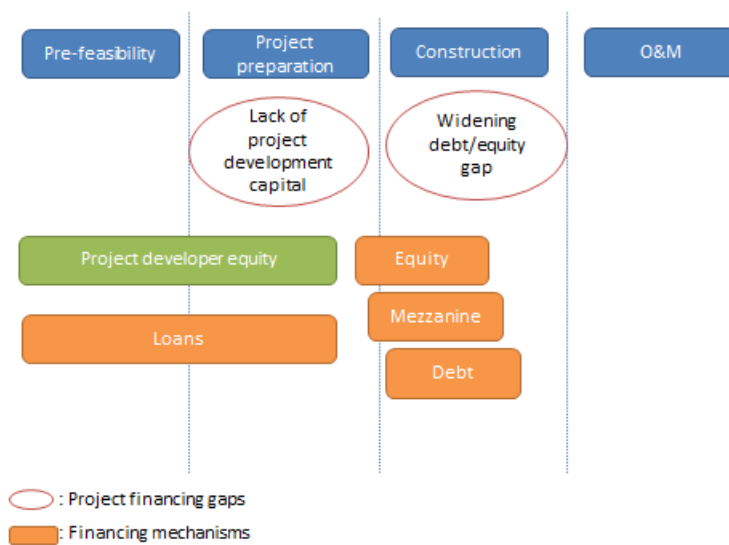 Pre-feasibility
Project
preparation
Construction
O&M
Lack of
project
development
capital
Widening
debt/equity
gap
Project developer equity
Equity
Loans
Mezzanine
Debt
: Project financing gaps
: Financing mechanisms